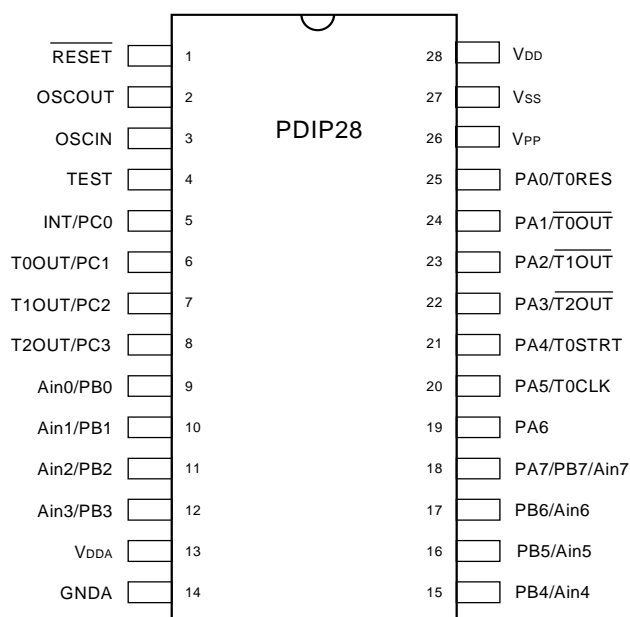 RESET 1 28 VDD
OSCOUT 2 27 VSS
OSCIN 3 PDIP28 26 VPP
TEST 4 25 PA0/T0RES
INT/PC0 5 24 PA1/T0OUT
T0OUT/PC1 6 23 PA2/T1OUT
T1OUT/PC2 7 22 PA3/T2OUT
T2OUT/PC3 8 21 PA4/T0STRT
Ain0/PB0 9 20 PA5/T0CLK
Ain1/PB1 10 19 PA6
Ain2/PB2 11 18 PA7/PB7/Ain7
Ain3/PB3 12 17 PB6/Ain6
VDDA 13 16 PB5/Ain5
GNDA 14 15 PB4/Ain4